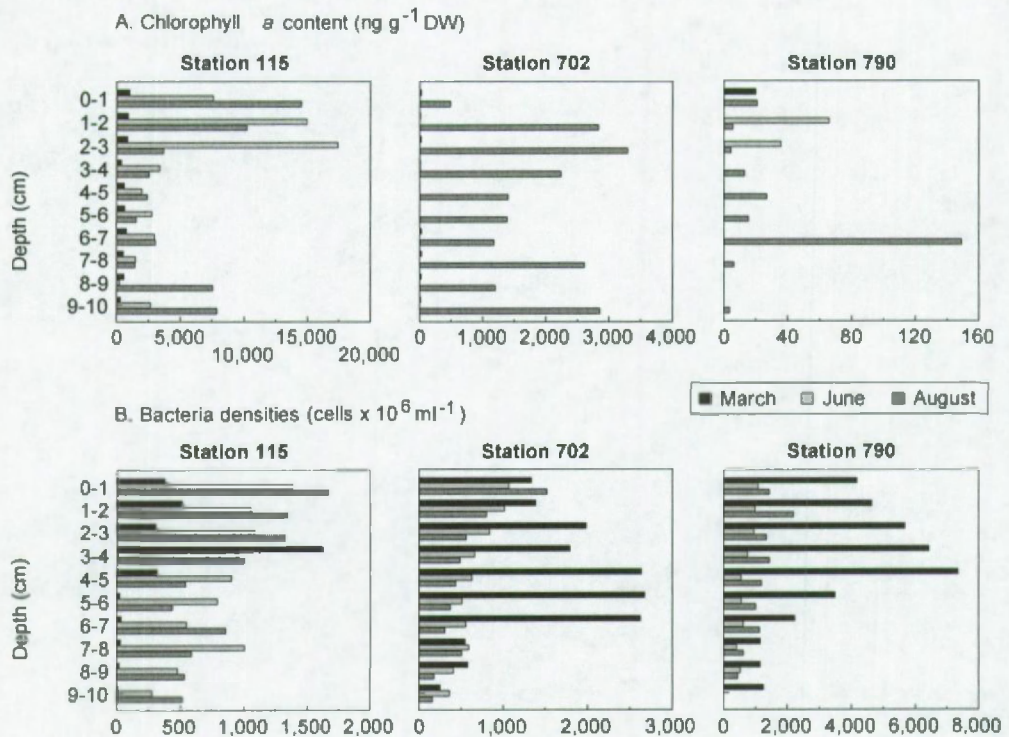 A. Chlorophyll a content (ng g⁻¹ DW)
Station 115 Station 702 Station 790
Depth (cm)
0-1
1-2
2-3
3-4
4-5
5-6
6-7
7-8
8-9
9-10
0 5,000 10,000 15,000 20,000
0 1,000 2,000 3,000 4,000
0 40 80 120 160
March June August
B. Bacteria densities (cells x 10⁶ ml⁻¹)
Station 115 Station 702 Station 790
Depth (cm)
0-1
1-2
2-3
3-4
4-5
5-6
6-7
7-8
8-9
9-10
0 500 1,000 1,500 2,000
0 1,000 2,000 3,000
0 2,000 4,000 6,000 8,000